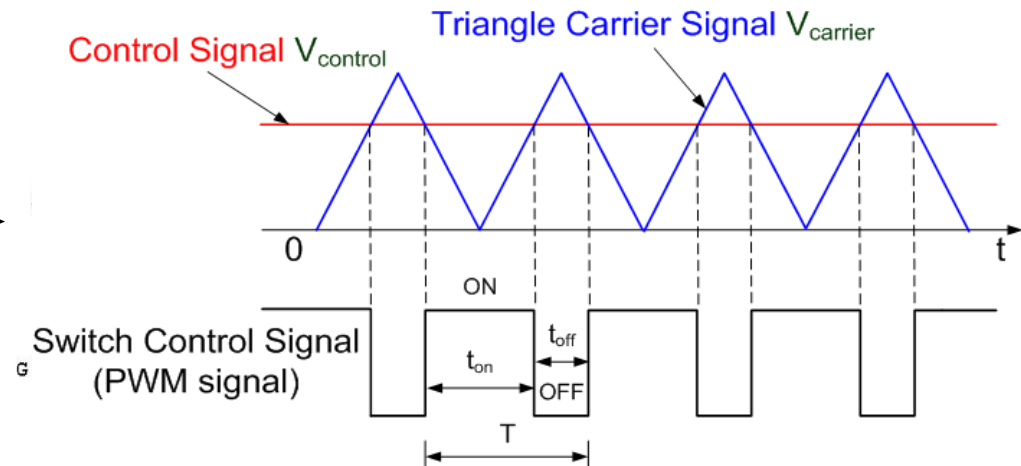 Triangle Carrier Signal Vcarrier
Control Signal Vcontrol
0
t
ON
Switch Control Signal
(PWM signal)
G
ton
toff
OFF
T